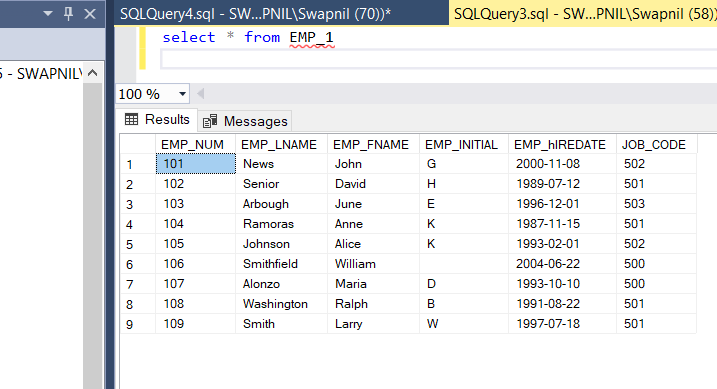 SQLQuery4.sql - SW...PNIL\Swapnil (70))* SQLQuery3.sql - SW...PNIL\Swapnil (58))
select * from EMP_1
5 - SWAPNIL\
100 %
Results Messages
EMP_NUM EMP_LNAME EMP_FNAME EMP_INITIAL EMP_hIREDATE JOB_CODE
1 101 News John G 2000-11-08 502
2 102 Senior David H 1989-07-12 501
3 103 Arbough June E 1996-12-01 503
4 104 Ramoras Anne K 1987-11-15 501
5 105 Johnson Alice K 1993-02-01 502
6 106 Smithfield William 2004-06-22 500
7 107 Alonzo Maria D 1993-10-10 500
8 108 Washington Ralph B 1991-08-22 501
9 109 Smith Larry W 1997-07-18 501